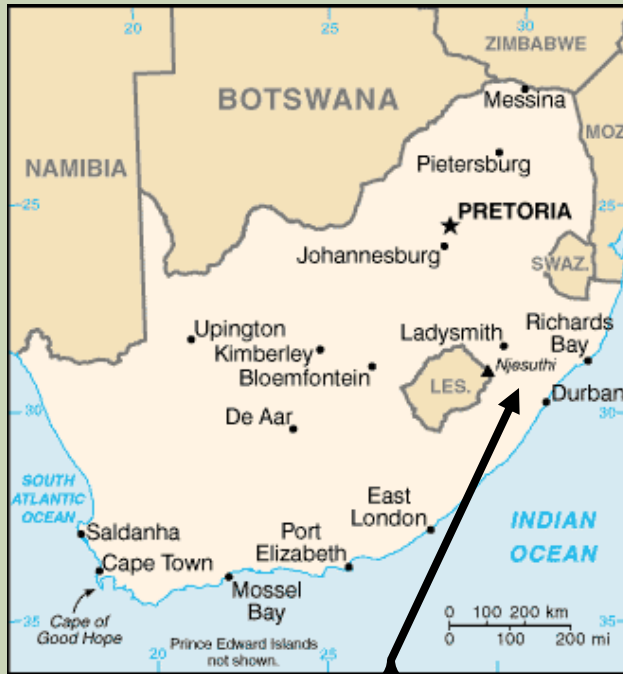 20
25
30
ZIMBABWE
BOTSWANA
Messina
MOZ
NAMIBIA
Pietersburg
25
PRETORIA
25
Johannesburg
SWAZ.
Upington
Kimberley
Bloemfontein
Ladysmith
Richards
Bay
Njesuthi
LES.
Durban
30
30
De Aar
SOUTH
ATLANTIC
OCEAN
East
London
INDIAN
OCEAN
Saldanha
Port
Elizabeth
Cape Town
Mossel
Bay
Cape of
Good Hope
0 100 200 km
0 100 200 mi
35
35
Prince Edward Islands
not shown.
20
25